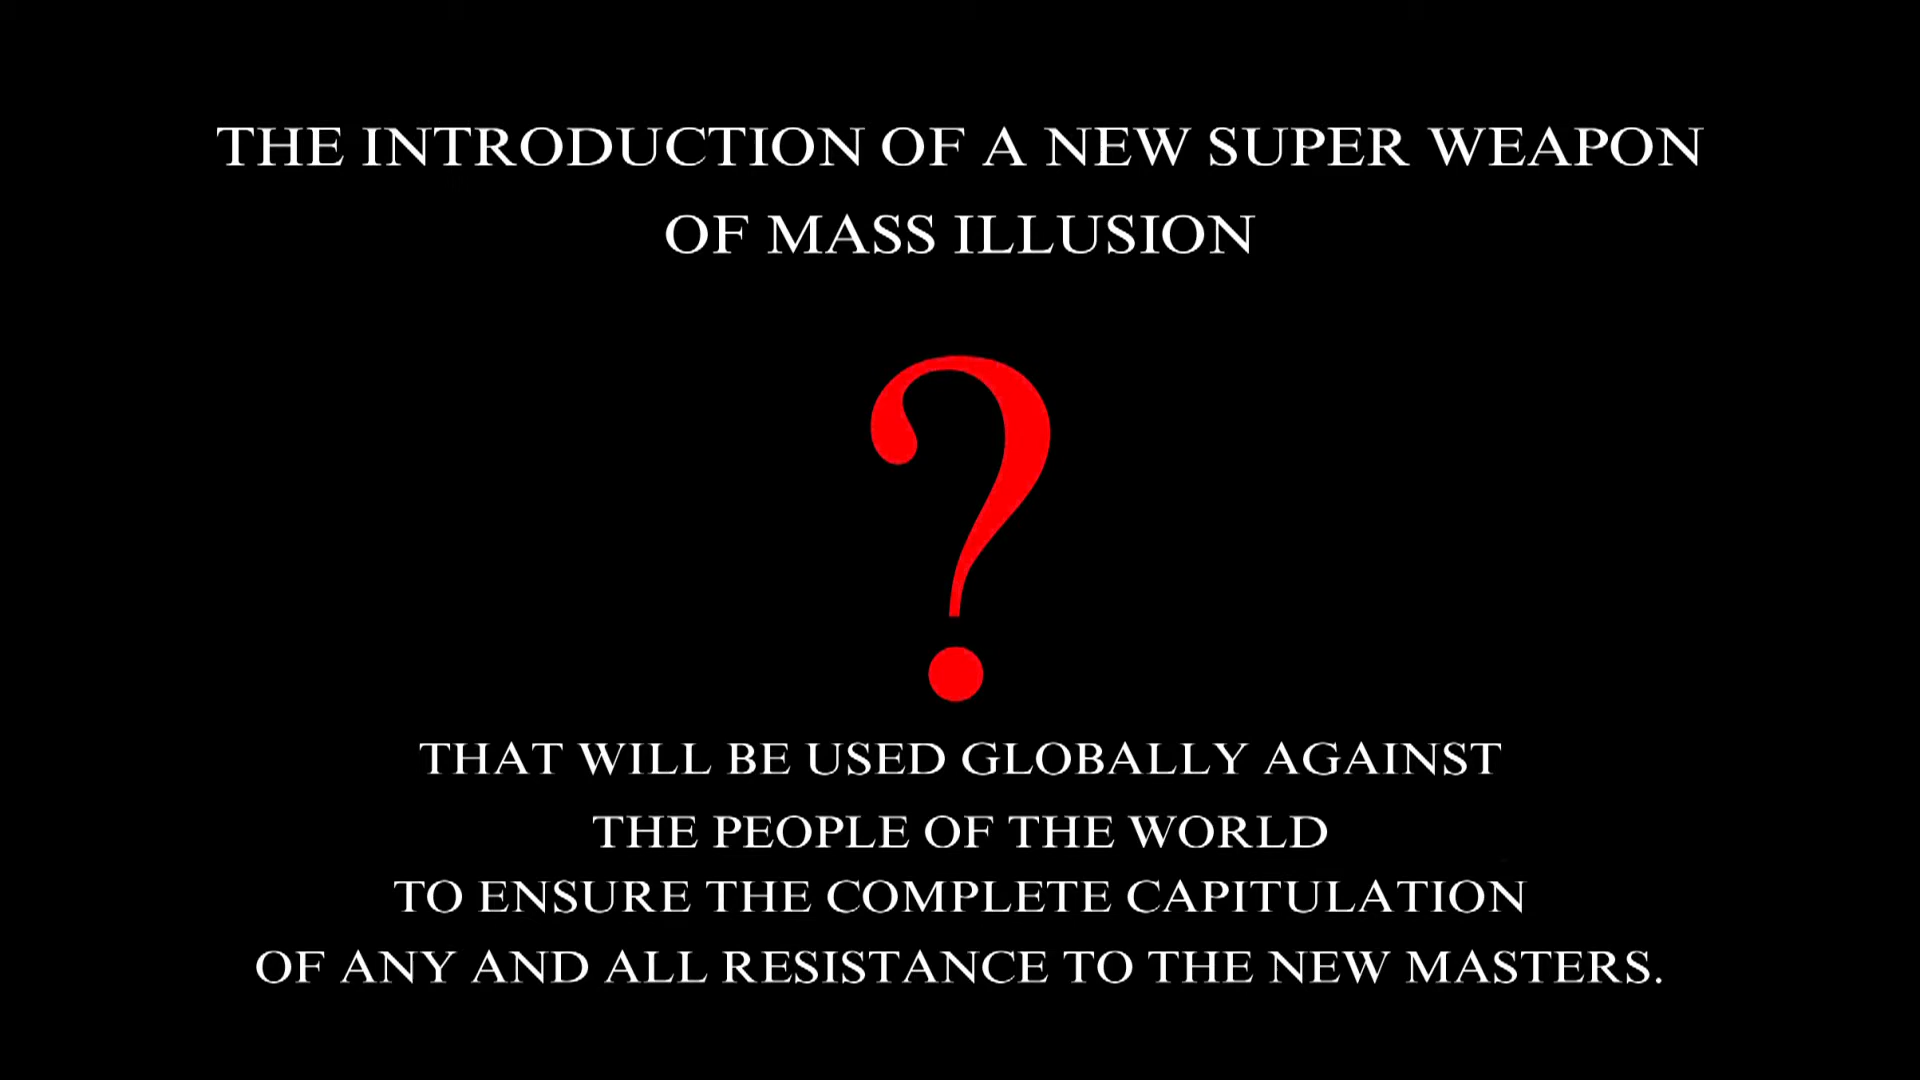 THE INTRODUCTION OF A NEW SUPER WEAPON
OF MASS ILLUSION
?
THAT WILL BE USED GLOBALLY AGAINST
THE PEOPLE OF THE WORLD
TO ENSURE THE COMPLETE CAPITULATION
OF ANY AND ALL RESISTANCE TO THE NEW MASTERS.